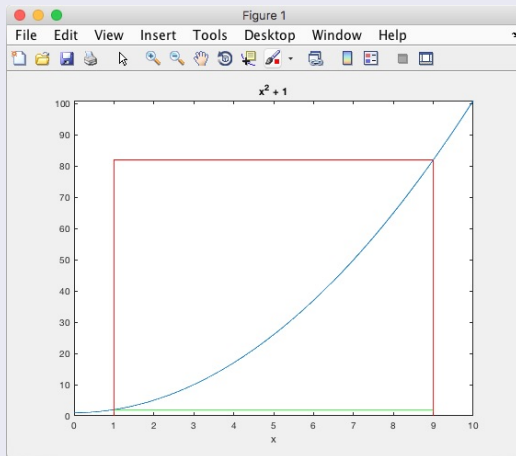 Figure 1
File Edit View Insert Tools Desktop Window Help
x² + 1
100
90
80
70
60
50
40
30
20
10
0
0 1 2 3 4 5 6 7 8 9 10
x